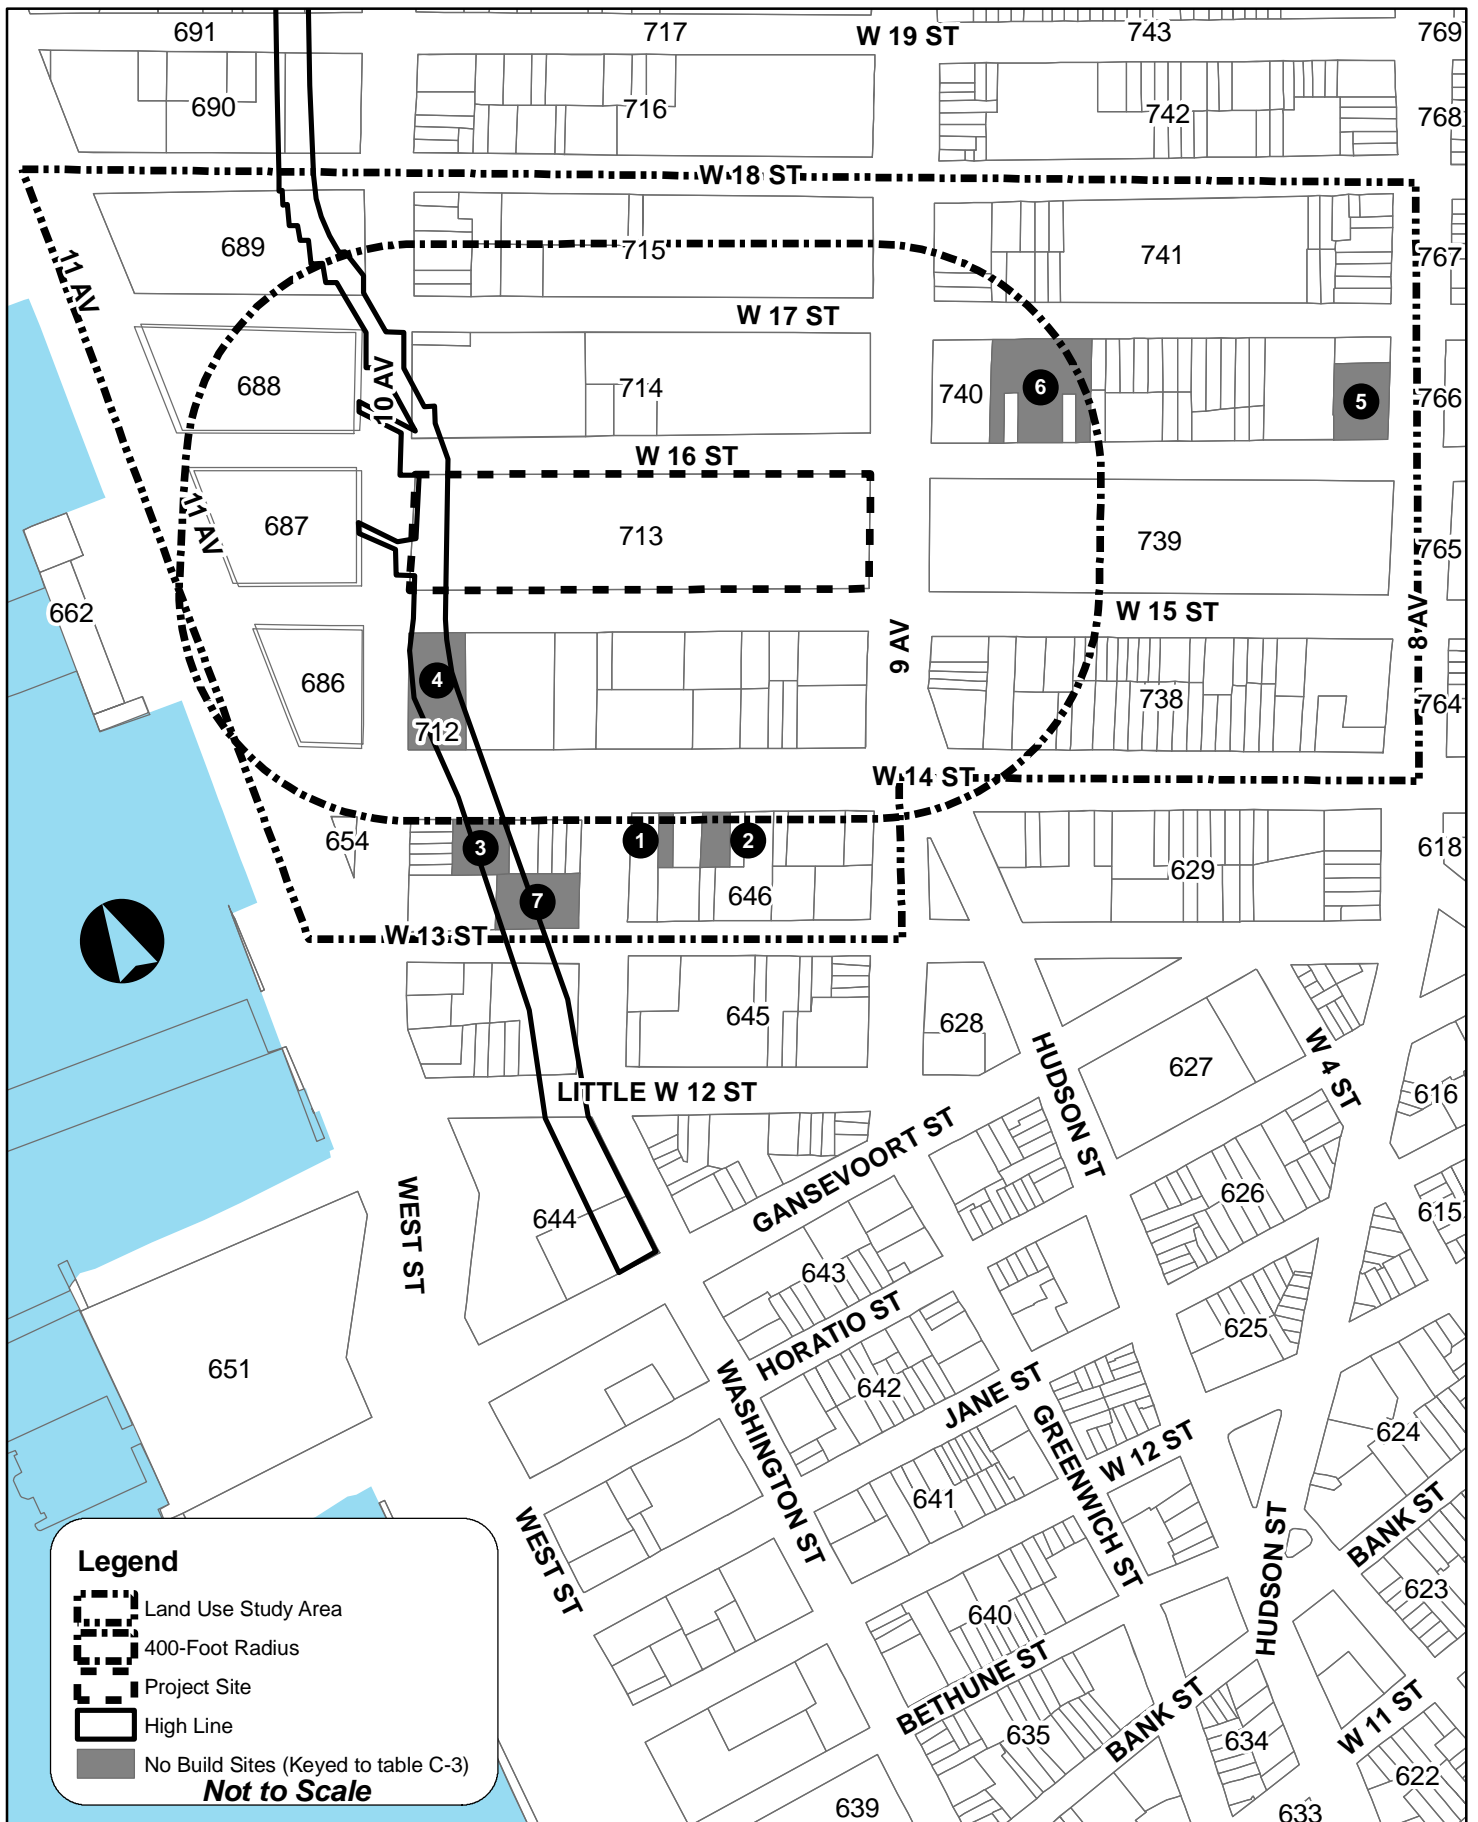 691
717
W 19 ST
743
769
690
716
742
768
W 18 ST
689
715
741
767
11 AV
W 17 ST
688
10 AV
714
740
6
5
766
W 16 ST
11 AV
687
713
739
765
662
W 15 ST
8 AV
9 AV
686
4
712
738
764
W 14 ST
654
3
1
2
629
618
7
646
W 13 ST
645
628
HUDSON ST
627
W 4 ST
LITTLE W 12 ST
616
GANSEVOORT ST
WEST ST
644
626
615
643
HORATIO ST
625
651
WASHINGTON ST
642
JANE ST
GREENWICH ST
624
W 12 ST
641
WEST ST
BANK ST
HUDSON ST
623
640
BETHUNE ST
635
BANK ST
634
W 11 ST
622
639
633
Legend
Land Use Study Area
400-Foot Radius
Project Site
High Line
No Build Sites (Keyed to table C-3)
Not to Scale